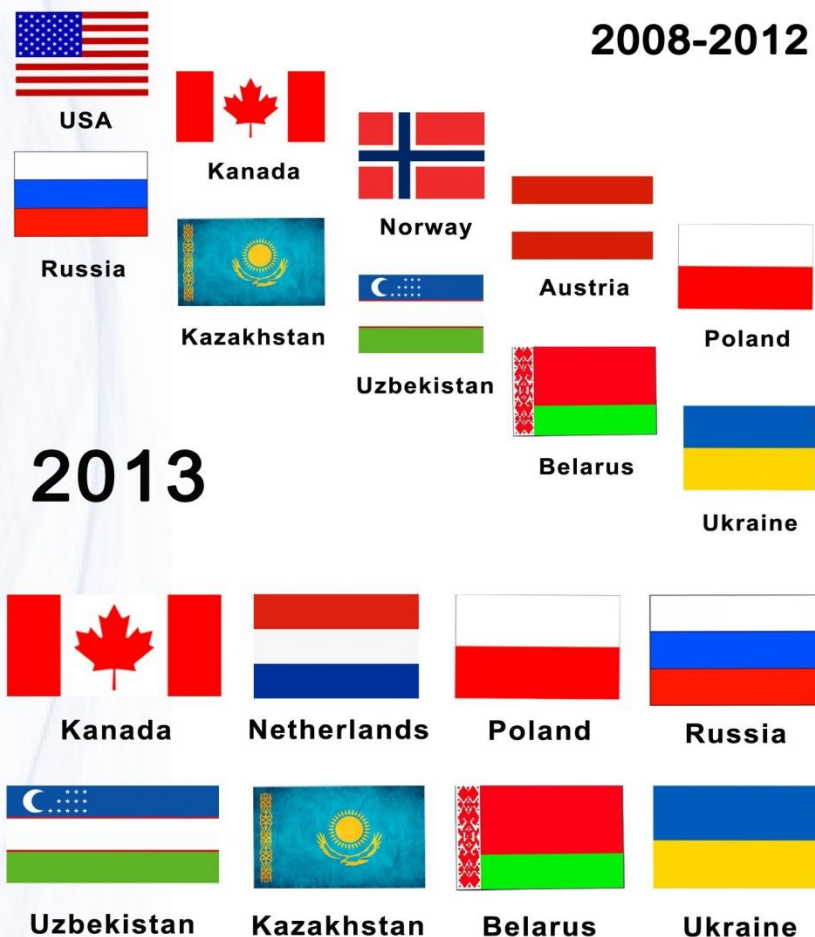 2008-2012
USA
Kanada
Norway
Russia
Austria
Kazakhstan
Poland
Uzbekistan
Belarus
2013
Ukraine
Kanada
Netherlands
Poland
Russia
Uzbekistan
Kazakhstan
Belarus
Ukraine